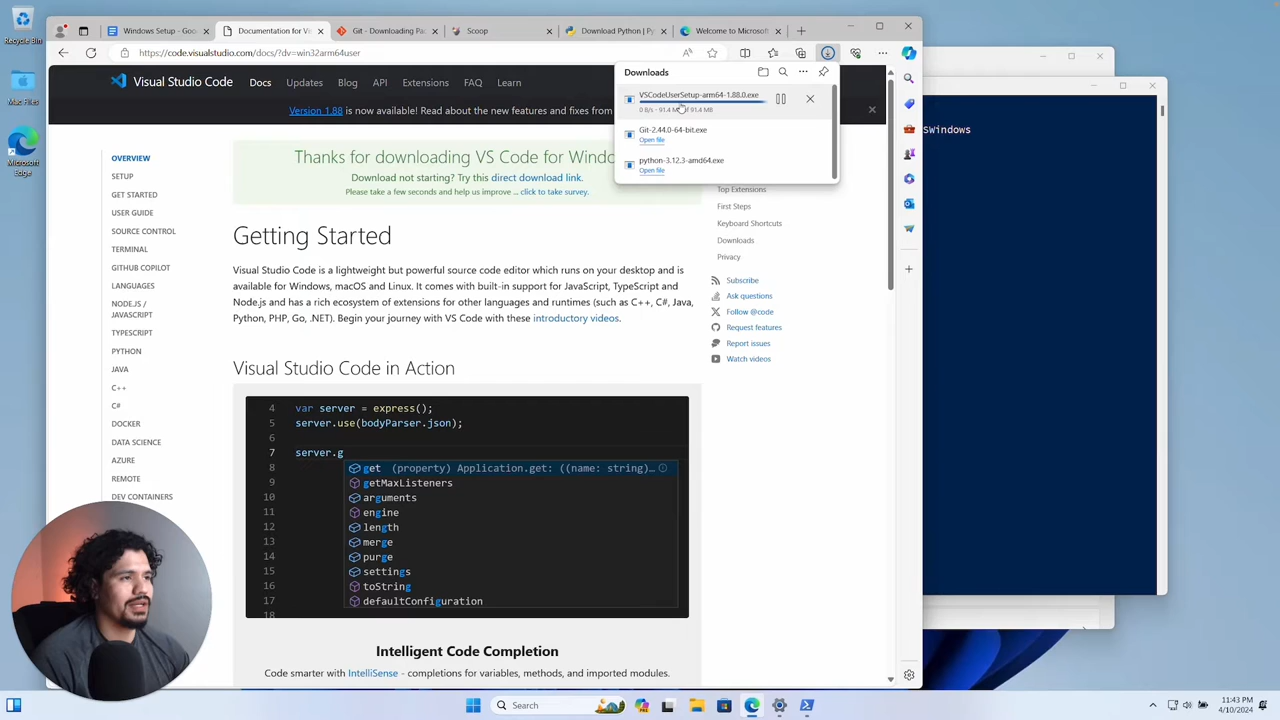 Recycle Bin
Mac Files
Microsoft Edge
Windows Setup - Goo
Documentation for Vis
Git - Downloading Pac
Scoop
Download Python | Py
Welcome to Microsoft
https://code.visualstudio.com/docs/?dv=win32arm64user
Visual Studio Code
Docs
Updates
Blog
API
Extensions
FAQ
Learn
Version 1.88 is now available! Read about the new features and fixes from
Downloads
VSCodeUserSetup-arm64-1.88.0.exe
0 B/s - 91.4 M of 91.4 MB
Git-2.44.0-64-bit.exe
Open file
python-3.12.3-amd64.exe
Open file
SWindows
OVERVIEW
SETUP
GET STARTED
USER GUIDE
SOURCE CONTROL
TERMINAL
GITHUB COPILOT
LANGUAGES
NODE.JS /
JAVASCRIPT
TYPESCRIPT
PYTHON
JAVA
C++
C#
DOCKER
DATA SCIENCE
AZURE
REMOTE
DEV CONTAINERS
Thanks for downloading VS Code for Windo
Download not starting? Try this direct download link.
Please take a few seconds and help us improve ... click to take survey.
Getting Started
Visual Studio Code is a lightweight but powerful source code editor which runs on your desktop and is
available for Windows, macOS and Linux. It comes with built-in support for JavaScript, TypeScript and
Node.js and has a rich ecosystem of extensions for other languages and runtimes (such as C++, C#, Java,
Python, PHP, Go, .NET). Begin your journey with VS Code with these introductory videos.
Visual Studio Code in Action
4 var server = express();
5 server.use(bodyParser.json);
6
7 server.g
8 get (property) Application.get: ((name: string)...
9 getMaxListeners
10 arguments
11 engine
12 length
13 merge
14 purge
15 settings
16 toString
17 defaultConfiguration
18
Intelligent Code Completion
Code smarter with IntelliSense - completions for variables, methods, and imported modules.
Top Extensions
First Steps
Keyboard Shortcuts
Downloads
Privacy
Subscribe
Ask questions
Follow @code
Request features
Report issues
Watch videos
Search
11:43 PM
4/10/2024